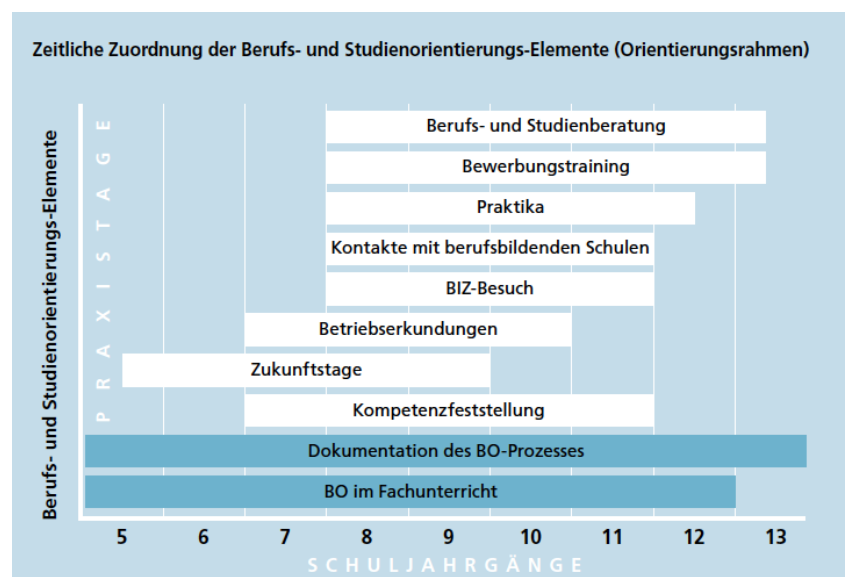 Zeitliche Zuordnung der Berufs- und Studienorientierungs-Elemente (Orientierungsrahmen)
Berufs- und Studienorientierungs-Elemente
PRAXISTAGE
Berufs- und Studienberatung
Bewerbungstraining
Praktika
Kontakte mit berufsbildenden Schulen
BIZ-Besuch
Betriebserkundungen
Zukunftstage
Kompetenzfeststellung
Dokumentation des BO-Prozesses
BO im Fachunterricht
5 6 7 8 9 10 11 12 13
SCHULJAHRGÄNGE